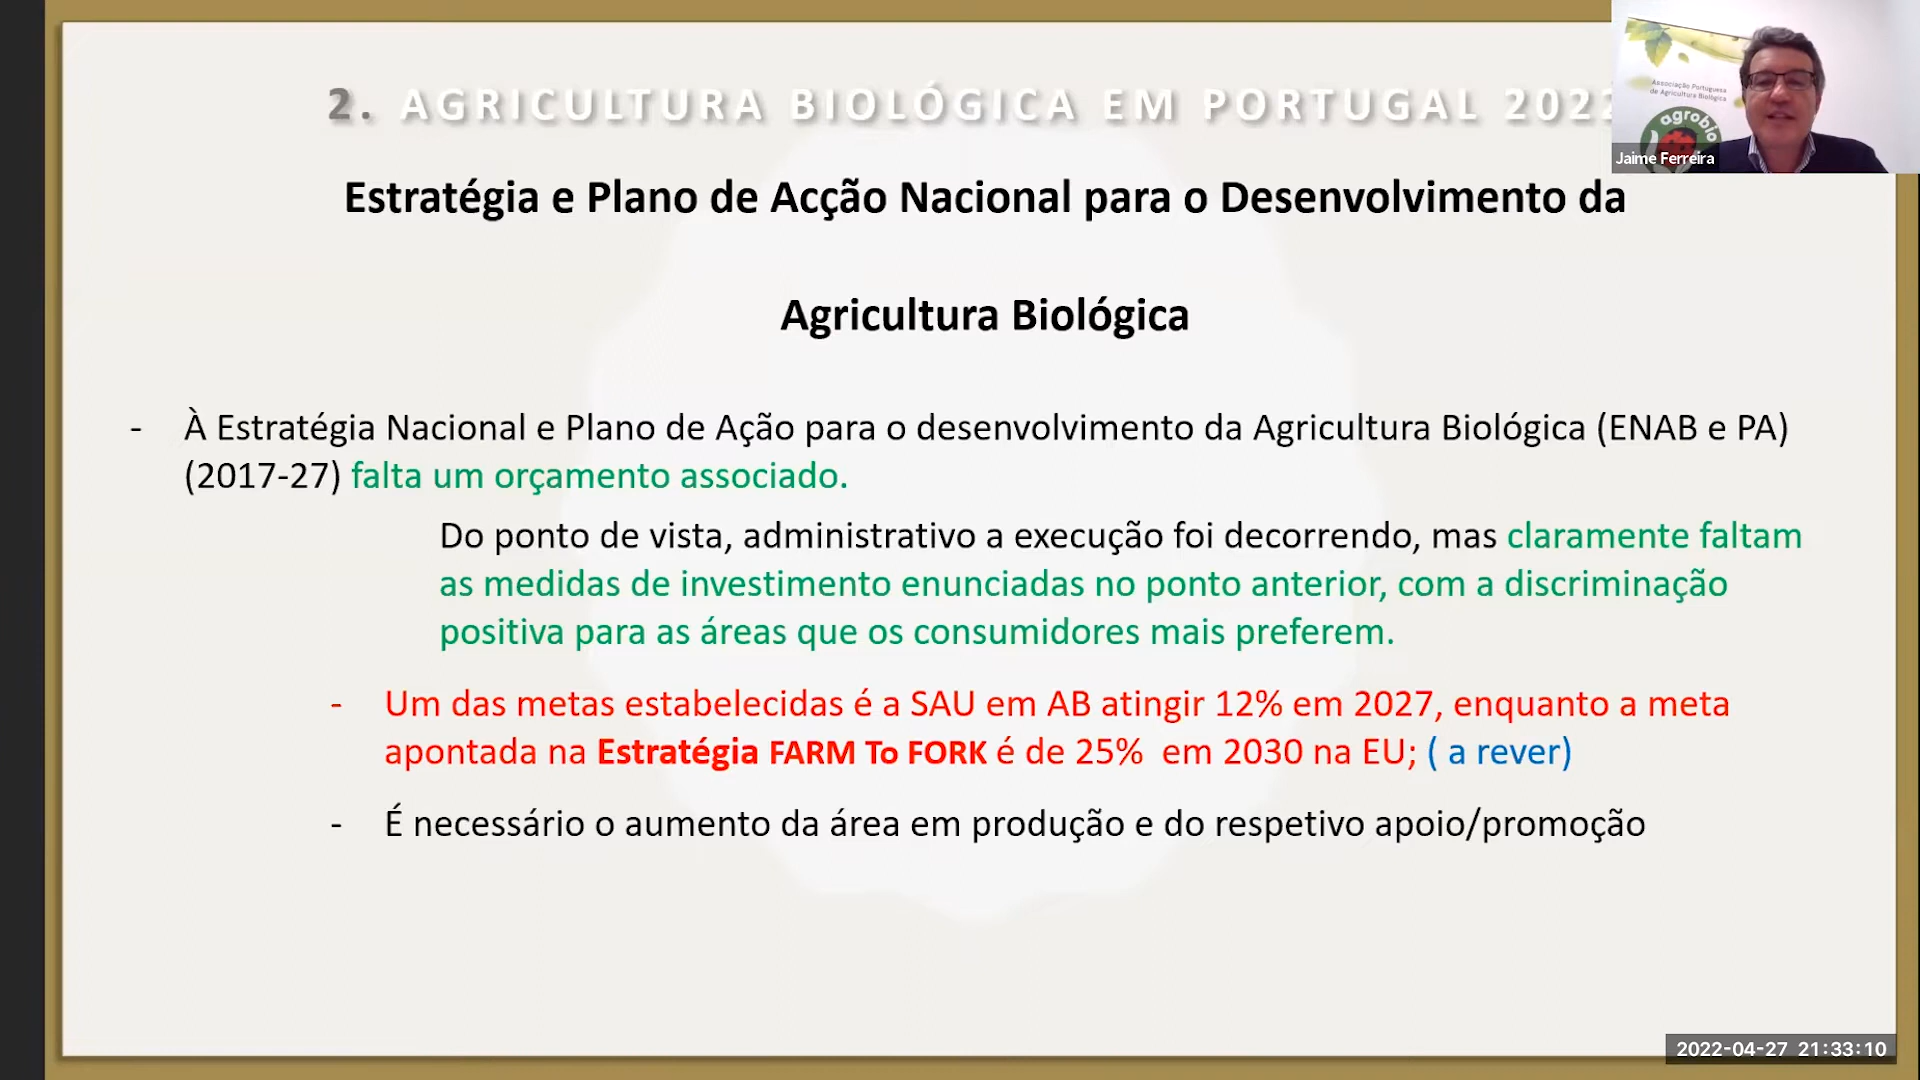 2. AGRICULTURA BIOLÓGICA EM PORTUGAL 2022
Associação Portuguesa
de Agricultura Biológica
agrobio
Jaime Ferreira
Estratégia e Plano de Acção Nacional para o Desenvolvimento da
Agricultura Biológica
- À Estratégia Nacional e Plano de Ação para o desenvolvimento da Agricultura Biológica (ENAB e PA)
(2017-27) falta um orçamento associado.
Do ponto de vista, administrativo a execução foi decorrendo, mas claramente faltam
as medidas de investimento enunciadas no ponto anterior, com a discriminação
positiva para as áreas que os consumidores mais preferem.
- Um das metas estabelecidas é a SAU em AB atingir 12% em 2027, enquanto a meta
apontada na Estratégia FARM To FORK é de 25% em 2030 na EU; ( a rever)
- É necessário o aumento da área em produção e do respetivo apoio/promoção
2022-04-27 21:33:10